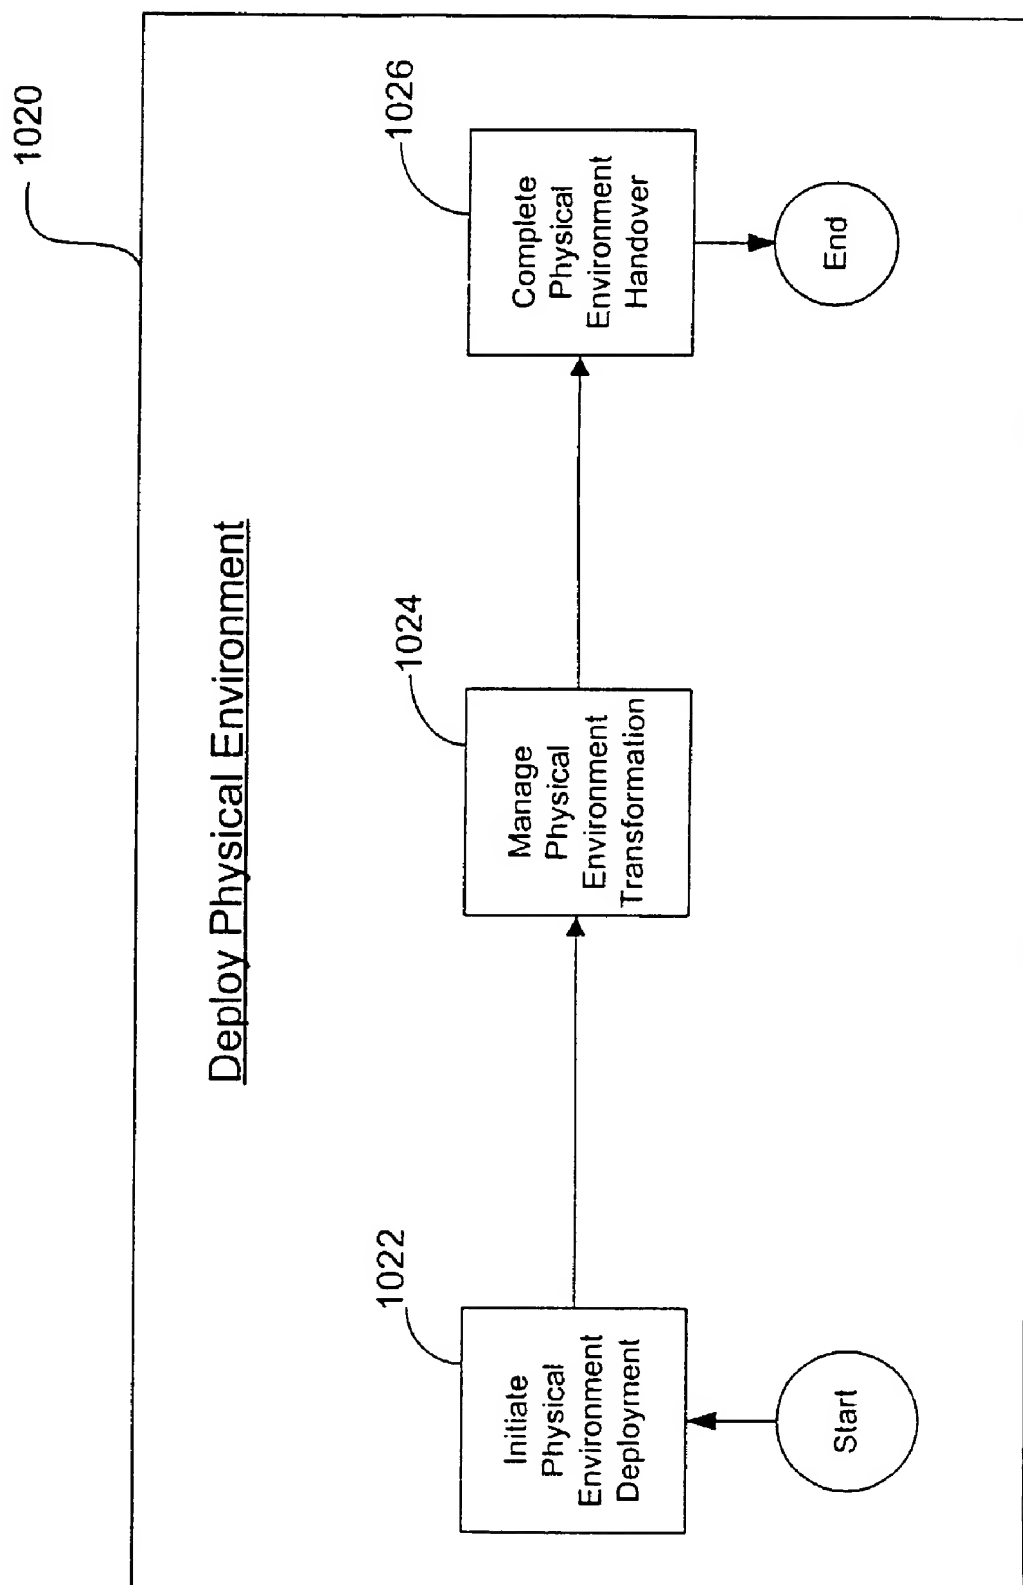 1020
Deploy Physical Environment
1022
Initiate
Physical
Environment
Deployment
1024
Manage
Physical
Environment
Transformation
1026
Complete
Physical
Environment
Handover
Start
End